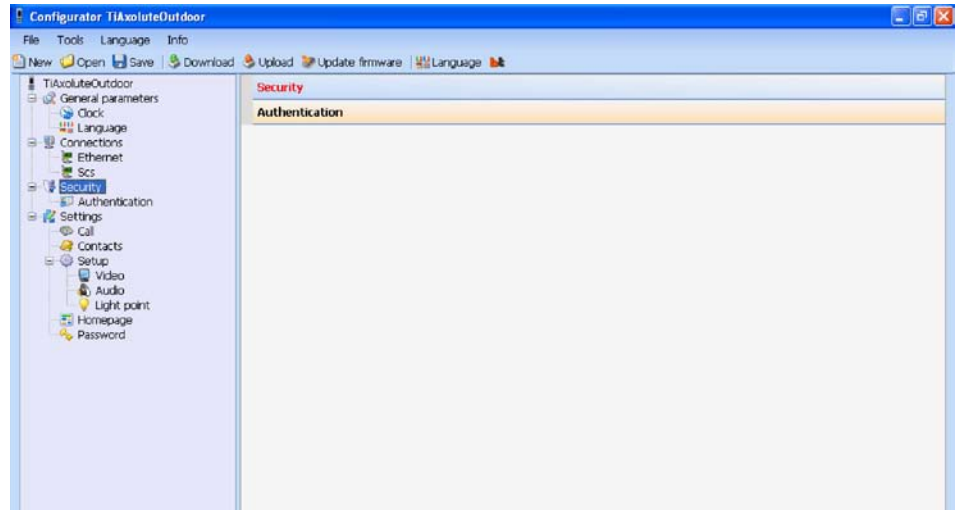 Configurator TiAxoluteOutdoor
File Tools Language Info
New Open Save Download Upload Update firmware Language
TiAxoluteOutdoor
General parameters
Clock
Language
Connections
Ethernet
Scs
Security
Authentication
Settings
Call
Contacts
Setup
Video
Audio
Light point
Homepage
Password
Security
Authentication